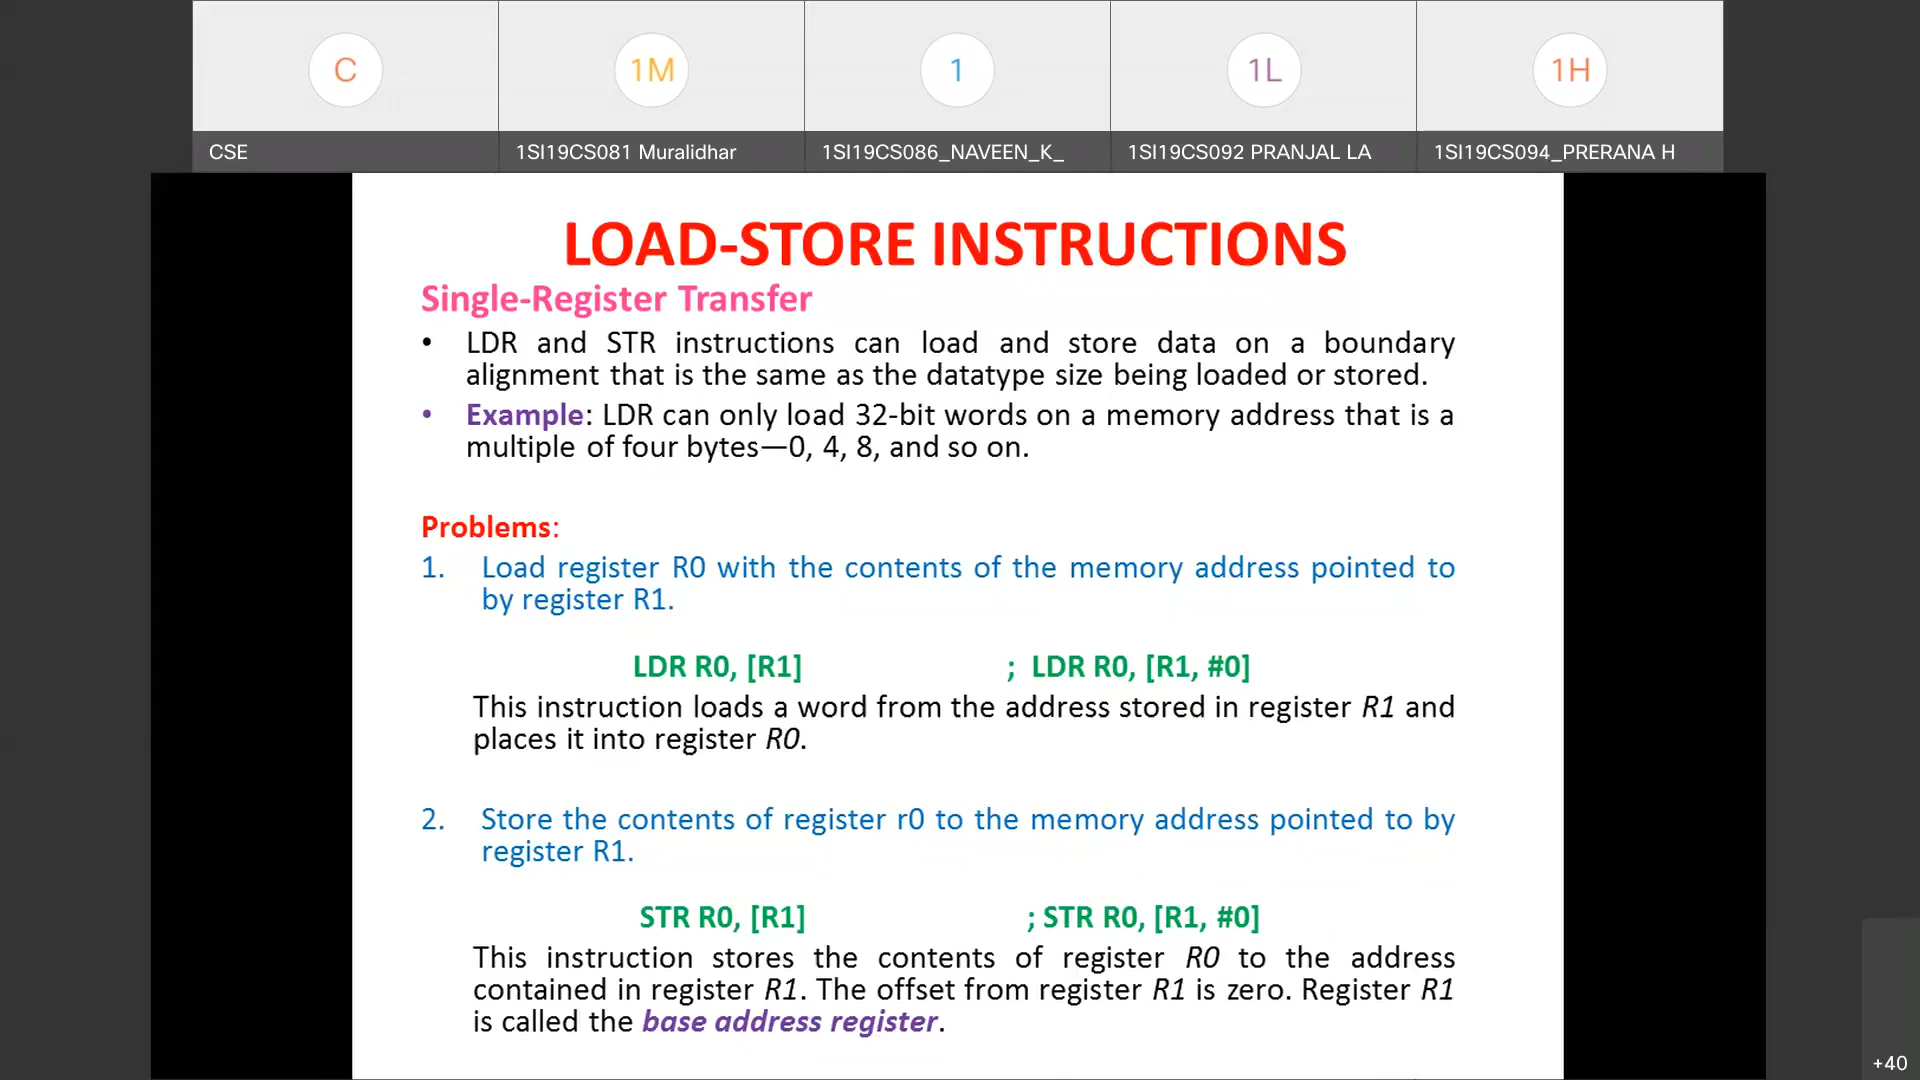 C
1M
1
1L
1H
CSE
1SI19CS081 Muralidhar
1SI19CS086_NAVEEN_K_
1SI19CS092 PRANJAL LA
1SI19CS094_PRERANA H
LOAD-STORE INSTRUCTIONS
Single-Register Transfer
• LDR and STR instructions can load and store data on a boundary
alignment that is the same as the datatype size being loaded or stored.
• Example: LDR can only load 32-bit words on a memory address that is a
multiple of four bytes—0, 4, 8, and so on.
Problems:
1. Load register R0 with the contents of the memory address pointed to
by register R1.
LDR R0, [R1] ; LDR R0, [R1, #0]
This instruction loads a word from the address stored in register R1 and
places it into register R0.
2. Store the contents of register r0 to the memory address pointed to by
register R1.
STR R0, [R1] ; STR R0, [R1, #0]
This instruction stores the contents of register R0 to the address
contained in register R1. The offset from register R1 is zero. Register R1
is called the base address register.
+40